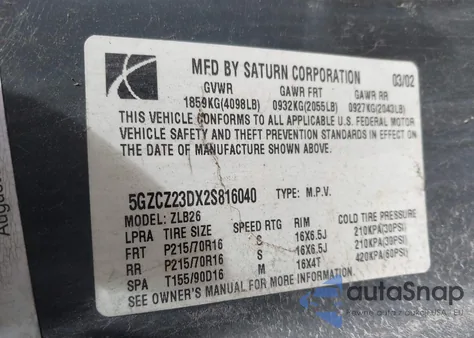 MFD BY SATURN CORPORATION 03/02
GVWR GAWR FRT GAWR RR
1859KG(4098LB) 0932KG(2055LB) 0927KG(2043LB)
THIS VEHICLE CONFORMS TO ALL APPLICABLE U.S. FEDERAL MOTOR
VEHICLE SAFETY AND THEFT PREVENTION STANDARDS IN EFFECT ON
THE DATE OF MANUFACTURE SHOWN ABOVE.
5GZCZ23DX2S816040 TYPE: M.P.V.
MODEL: ZLB26
LPRA TIRE SIZE SPEED RTG RIM COLD TIRE PRESSURE
FRT P215/70R16 S 16X6.5J 210KPA(30PSI)
RR P215/70R16 S 16X6.5J 210KPA(30PSI)
SPA T155/90D16 M 16X4T 420KPA(60PSI)
SEE OWNER'S MANUAL FOR MORE INFORMATION.
August
autoSnap